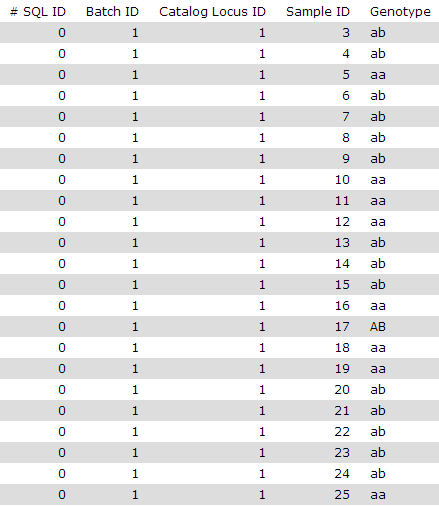 # SQL ID Batch ID Catalog Locus ID Sample ID Genotype
0 1 1 3 ab
0 1 1 4 ab
0 1 1 5 aa
0 1 1 6 ab
0 1 1 7 ab
0 1 1 8 ab
0 1 1 9 ab
0 1 1 10 aa
0 1 1 11 aa
0 1 1 12 aa
0 1 1 13 ab
0 1 1 14 ab
0 1 1 15 ab
0 1 1 16 aa
0 1 1 17 AB
0 1 1 18 aa
0 1 1 19 aa
0 1 1 20 ab
0 1 1 21 ab
0 1 1 22 ab
0 1 1 23 ab
0 1 1 24 ab
0 1 1 25 aa